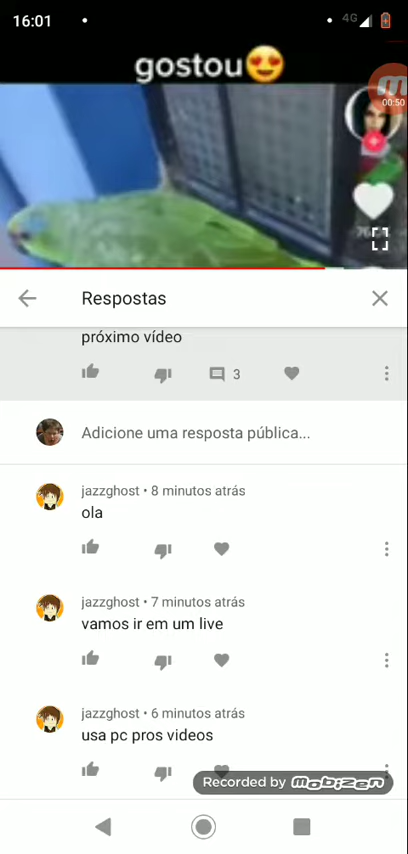 16:01
4G
gostou😍
00:50
Respostas
próximo vídeo
3
Adicione uma resposta pública...
jazzghost • 8 minutos atrás
ola
jazzghost • 7 minutos atrás
vamos ir em um live
jazzghost • 6 minutos atrás
usa pc pros videos
Recorded by mobizen